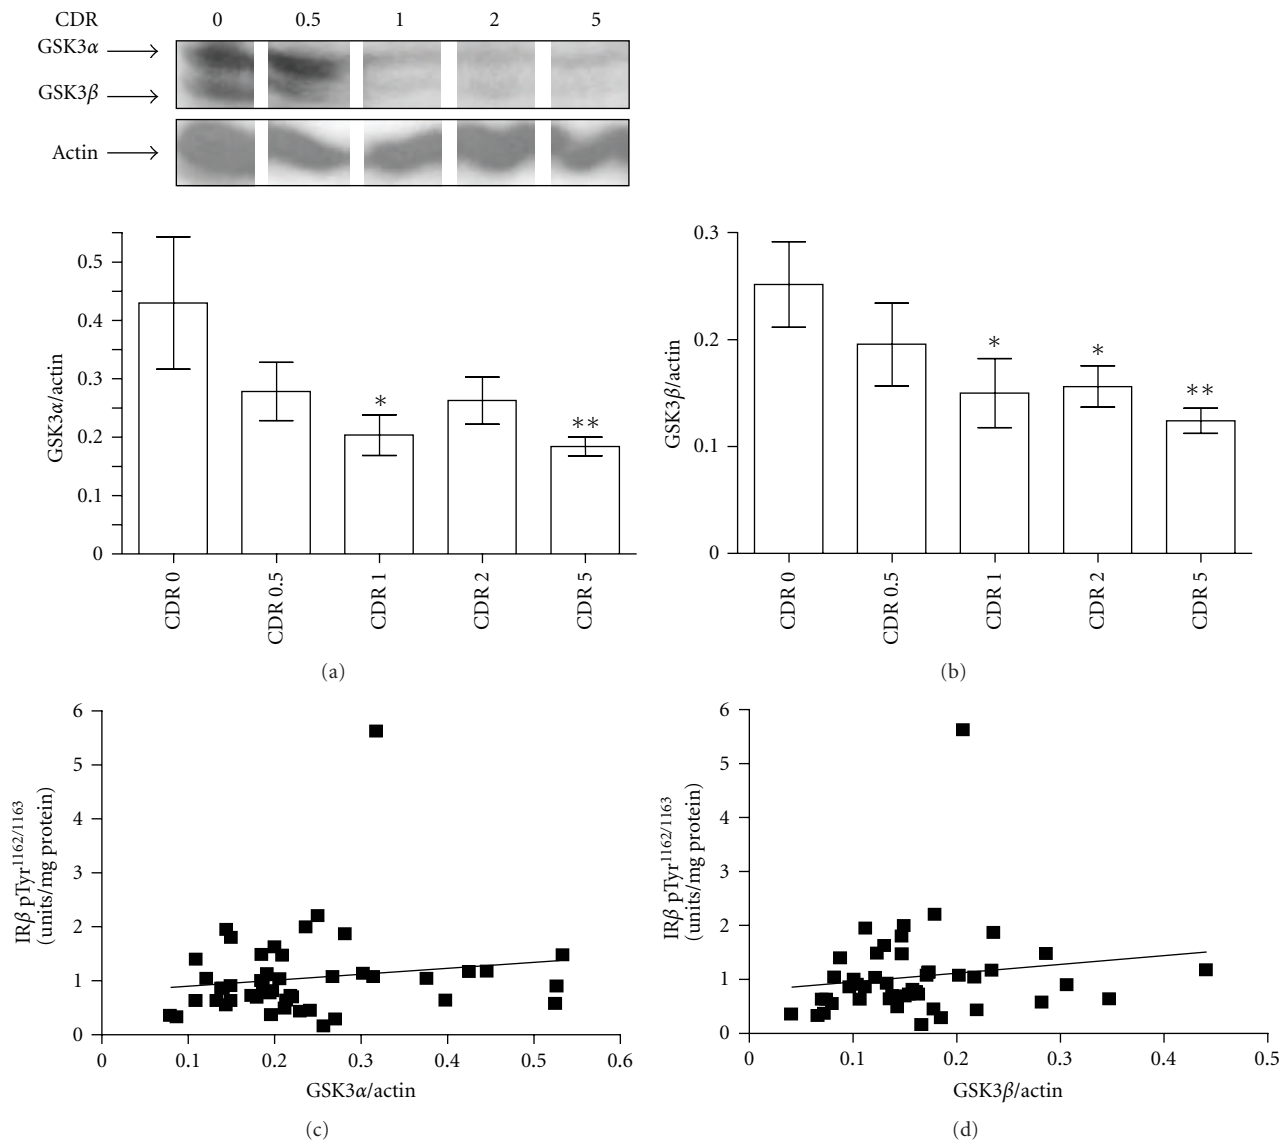 CDR 0 0.5 1 2 5
GSK3α
GSK3β
Actin
GSK3α/actin
0.5
0.4
0.3
0.2
0.1
0
*
**
CDR 0
CDR 0.5
CDR 1
CDR 2
CDR 5
(a)
GSK3β/actin
0.3
0.2
0.1
0
*
*
**
CDR 0
CDR 0.5
CDR 1
CDR 2
CDR 5
(b)
IRβ pTyr1162/1163
(units/mg protein)
6
5
4
3
2
1
0
0 0.1 0.2 0.3 0.4 0.5 0.6
GSK3α/actin
(c)
IRβ pTyr1162/1163
(units/mg protein)
6
5
4
3
2
1
0
0 0.1 0.2 0.3 0.4 0.5
GSK3β/actin
(d)